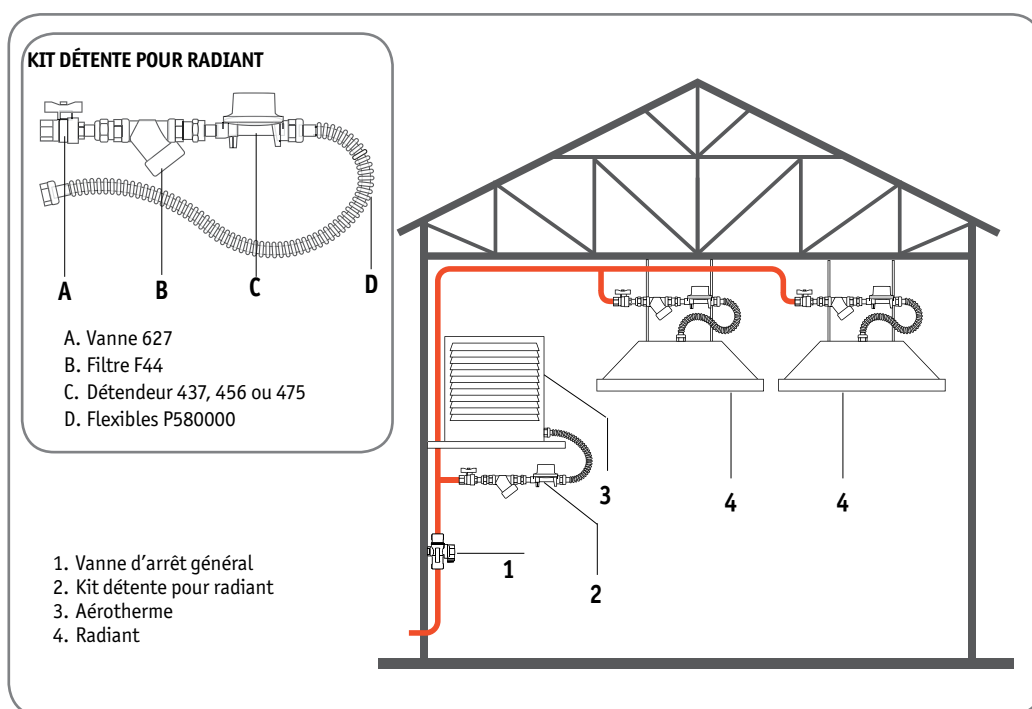 KIT DÉTENTE POUR RADIANT
A
B
C
D
A. Vanne 627
B. Filtre F44
C. Détendeur 437, 456 ou 475
D. Flexibles P580000
1. Vanne d’arrêt général
2. Kit détente pour radiant
3. Aérotherme
4. Radiant
3
4
4
1
2